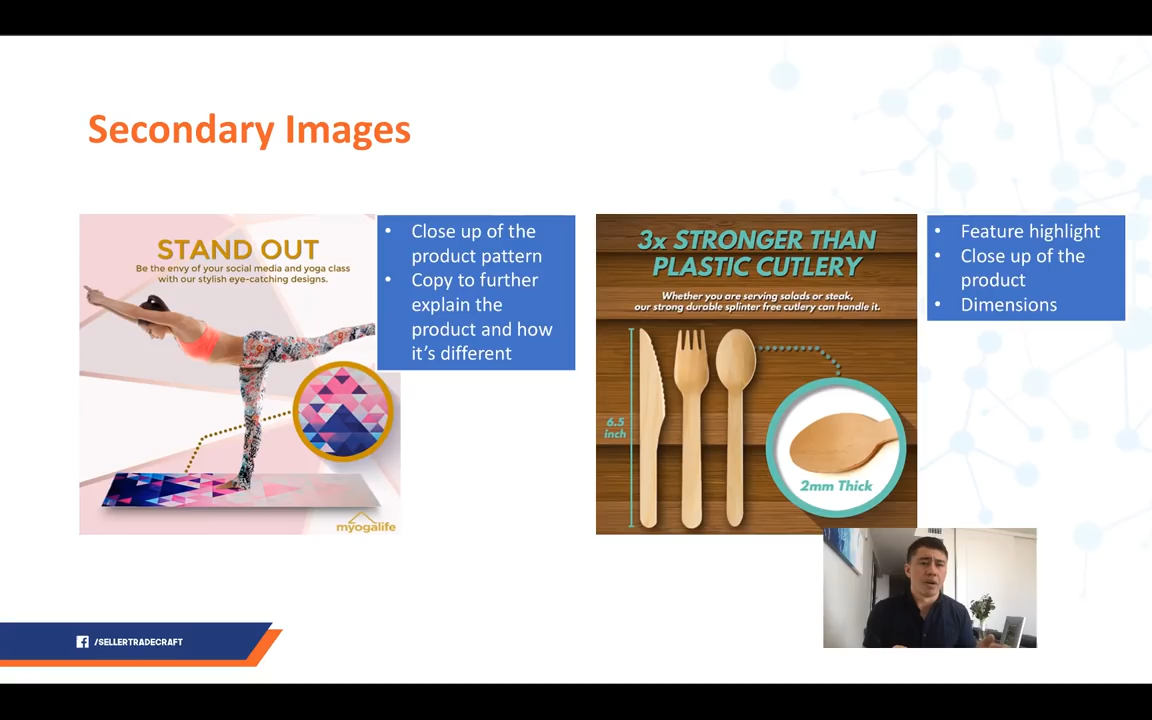 Secondary Images
STAND OUT
Be the envy of your social media and yoga class
with our stylish eye-catching designs.
myogalife
• Close up of the
product pattern
• Copy to further
explain the
product and how
it's different
3x STRONGER THAN
PLASTIC CUTLERY
Whether you are serving salads or steak,
our strong durable splinter free cutlery can handle it.
6.5
inch
2mm Thick
• Feature highlight
• Close up of the
product
• Dimensions
/SELLERTRADECRAFT